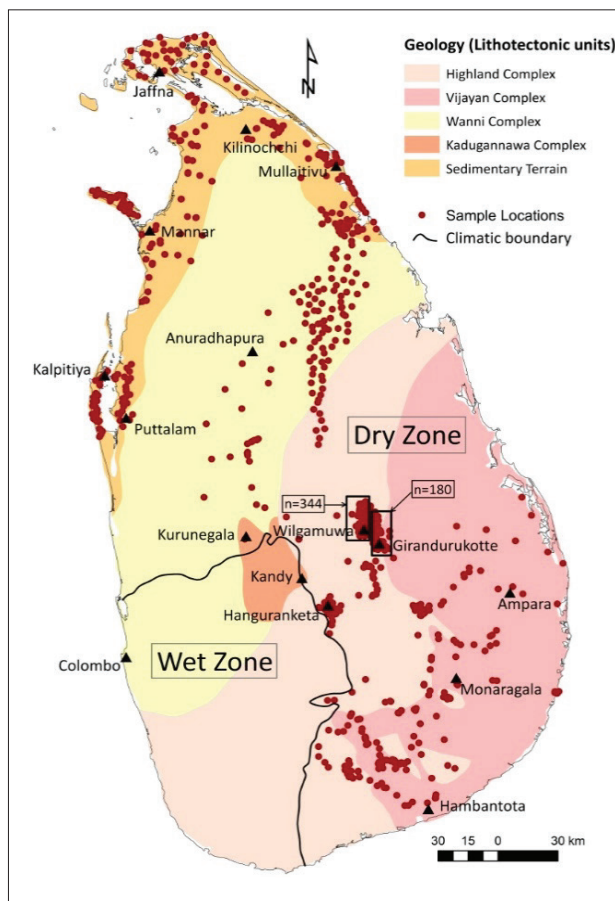 Geology (Lithotectonic units)
Highland Complex
Vijayan Complex
Wanni Complex
Kadugannawa Complex
Sedimentary Terrain
Sample Locations
Climatic boundary
N
Jaffna
Kilinochchi
Mullaitivu
Mannar
Anuradhapura
Kalpitiya
Puttalam
Dry Zone
n=344
n=180
Wilgamuwa
Kurunegala
Girandurukotte
Kandy
Ampara
Hanguranketa
Colombo
Wet Zone
Monaragala
Hambantota
30 15 0 30 km